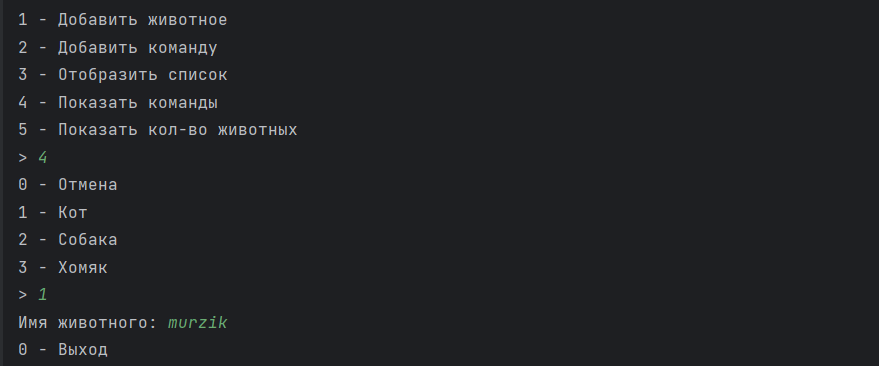 1 - Добавить животное
2 - Добавить команду
3 - Отобразить список
4 - Показать команды
5 - Показать кол-во животных
> 4
0 - Отмена
1 - Кот
2 - Собака
3 - Хомяк
> 1
Имя животного: murzik
0 - Выход